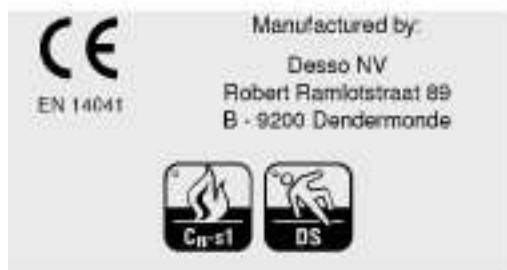 CE
EN 14041
Manufactured by:
Desso NV
Robert Ramlotstraat 89
B - 9200 Dendermonde
Cfl-s1
DS